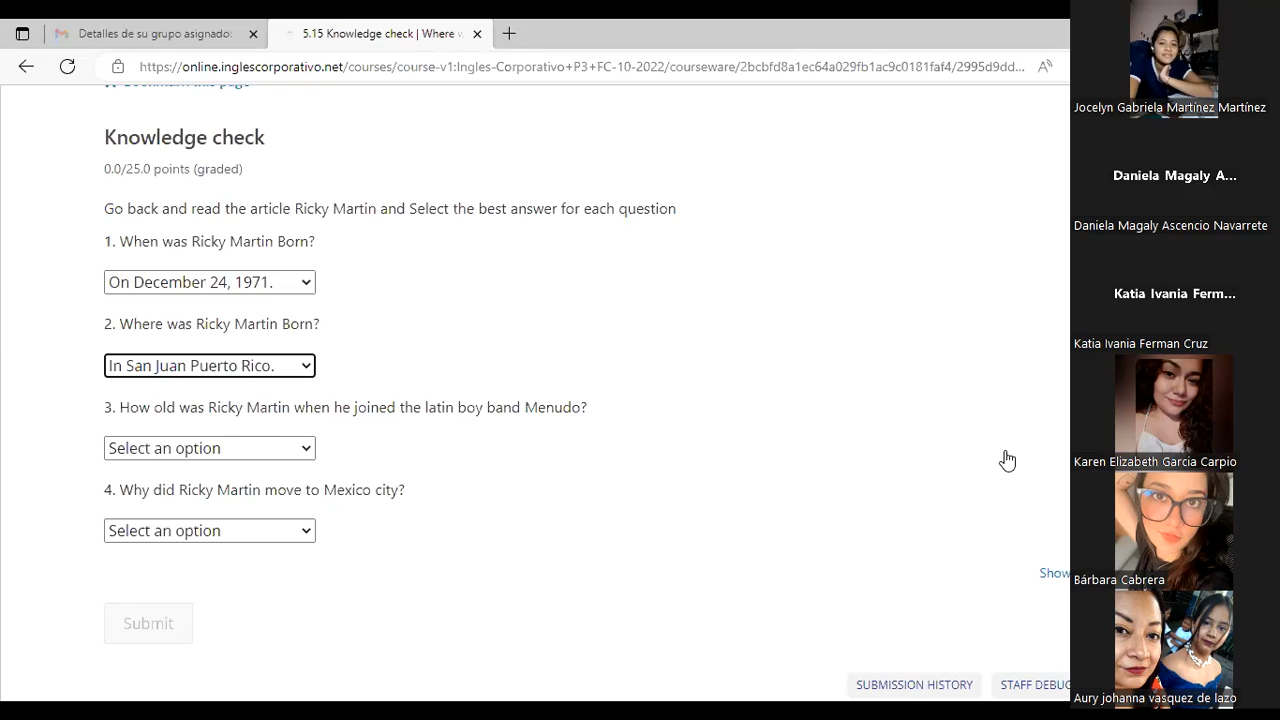 Detalles de su grupo asignado:
5.15 Knowledge check | Where v
https://online.inglescorporativo.net/courses/course-v1:Ingles-Corporativo+P3+FC-10-2022/courseware/2bcbfd8a1ec64a029fb1ac9c0181faf4/2995d9dd...
Bookmark this page
Knowledge check
0.0/25.0 points (graded)
Go back and read the article Ricky Martin and Select the best answer for each question
1. When was Ricky Martin Born?
On December 24, 1971.
2. Where was Ricky Martin Born?
In San Juan Puerto Rico.
3. How old was Ricky Martin when he joined the latin boy band Menudo?
Select an option
4. Why did Ricky Martin move to Mexico city?
Select an option
Show
Submit
SUBMISSION HISTORY
STAFF DEBUG
Jocelyn Gabriela Martínez Martínez
Daniela Magaly A...
Daniela Magaly Ascencio Navarrete
Katia Ivania Ferm...
Katia Ivania Ferman Cruz
Karen Elizabeth Garcia Carpio
Bárbara Cabrera
Aury johanna vasquez de lazo